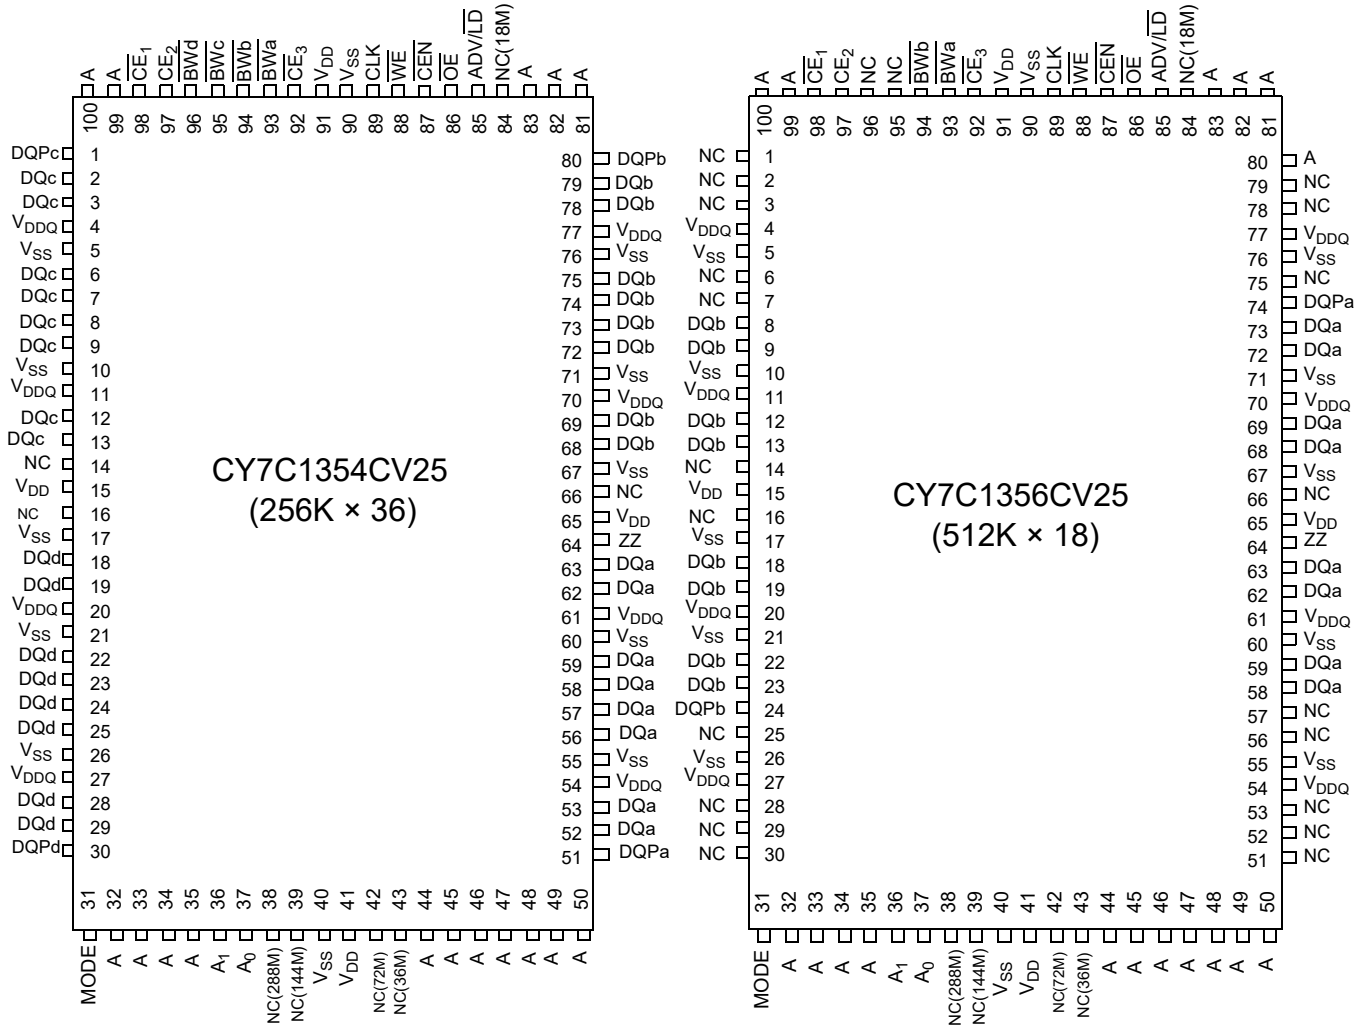 A
A
CE1
CE2
BWd
BWc
BWb
BWa
CE3
VDD
VSS
CLK
WE
CEN
OE
ADV/LD
NC(18M)
A
A
A
100
99
98
97
96
95
94
93
92
91
90
89
88
87
86
85
84
83
82
81
DQPc 1
DQc 2
DQc 3
VDDQ 4
VSS 5
DQc 6
DQc 7
DQc 8
DQc 9
VSS 10
VDDQ 11
DQc 12
DQc 13
NC 14
VDD 15
NC 16
VSS 17
DQd 18
DQd 19
VDDQ 20
VSS 21
DQd 22
DQd 23
DQd 24
DQd 25
VSS 26
VDDQ 27
DQd 28
DQd 29
DQPd 30
CY7C1354CV25
(256K × 36)
80 DQPb
79 DQb
78 DQb
77 VDDQ
76 VSS
75 DQb
74 DQb
73 DQb
72 DQb
71 VSS
70 VDDQ
69 DQb
68 DQb
67 VSS
66 NC
65 VDD
64 ZZ
63 DQa
62 DQa
61 VDDQ
60 VSS
59 DQa
58 DQa
57 DQa
56 DQa
55 VSS
54 VDDQ
53 DQa
52 DQa
51 DQPa
31
32
33
34
35
36
37
38
39
40
41
42
43
44
45
46
47
48
49
50
MODE
A
A
A
A
A1
A0
NC(288M)
NC(144M)
VSS
VDD
NC(72M)
NC(36M)
A
A
A
A
A
A
A
A
A
CE1
CE2
NC
NC
BWb
BWa
CE3
VDD
VSS
CLK
WE
CEN
OE
ADV/LD
NC(18M)
A
A
A
100
99
98
97
96
95
94
93
92
91
90
89
88
87
86
85
84
83
82
81
NC 1
NC 2
NC 3
VDDQ 4
VSS 5
NC 6
NC 7
DQb 8
DQb 9
VSS 10
VDDQ 11
DQb 12
DQb 13
NC 14
VDD 15
NC 16
VSS 17
DQb 18
DQb 19
VDDQ 20
VSS 21
DQb 22
DQb 23
DQPb 24
NC 25
VSS 26
VDDQ 27
NC 28
NC 29
NC 30
CY7C1356CV25
(512K × 18)
80 A
79 NC
78 NC
77 VDDQ
76 VSS
75 NC
74 DQPa
73 DQa
72 DQa
71 VSS
70 VDDQ
69 DQa
68 DQa
67 VSS
66 NC
65 VDD
64 ZZ
63 DQa
62 DQa
61 VDDQ
60 VSS
59 DQa
58 DQa
57 NC
56 NC
55 VSS
54 VDDQ
53 NC
52 NC
51 NC
31
32
33
34
35
36
37
38
39
40
41
42
43
44
45
46
47
48
49
50
MODE
A
A
A
A
A1
A0
NC(288M)
NC(144M)
VSS
VDD
NC(72M)
NC(36M)
A
A
A
A
A
A
A